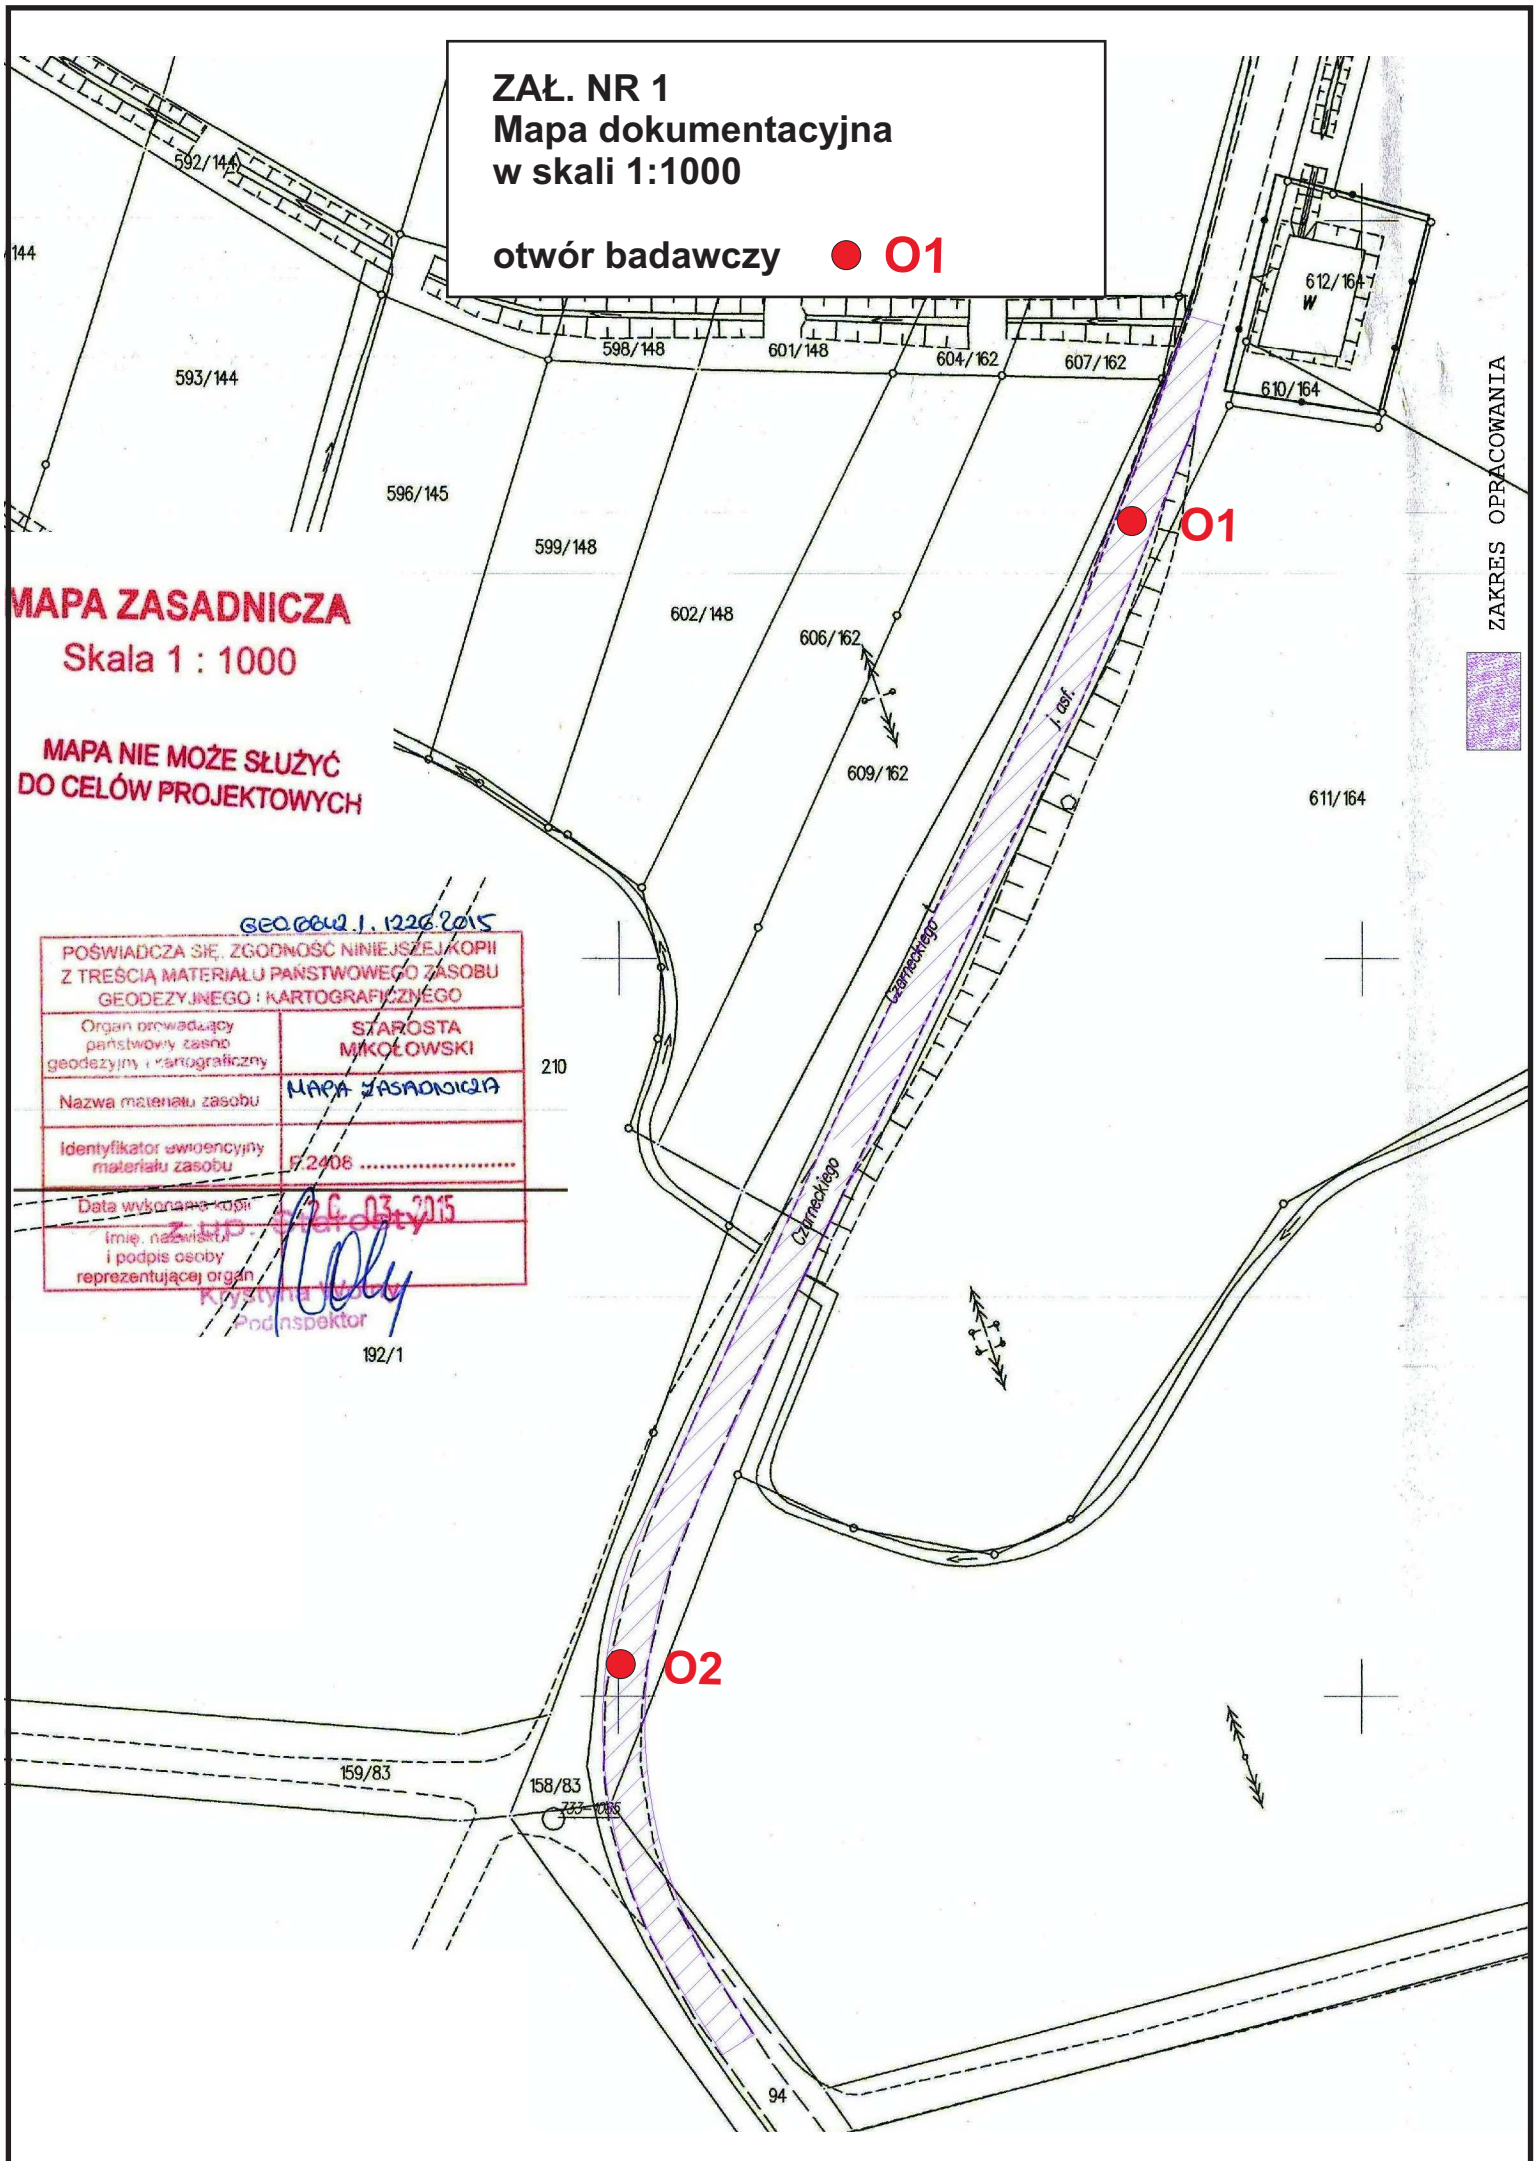 ZAŁ. NR 1
Mapa dokumentacyjna
w skali 1:1000
otwór badawczy O1
592/144
144
593/144
598/148
601/148
604/162
607/162
612/164
W
610/164
596/145
599/148
602/148
606/162
609/162
611/164
O1
j. asf.
ZAKRES OPRACOWANIA
MAPA ZASADNICZA
Skala 1 : 1000
MAPA NIE MOŻE SŁUŻYĆ
DO CELÓW PROJEKTOWYCH
1.1226.2015
POŚWIADCZA SIĘ ZGODNOŚĆ NINIEJSZEJ KOPII
Z TREŚCIĄ MATERIAŁU PAŃSTWOWEGO ZASOBU
GEODEZYJNEGO I KARTOGRAFICZNEGO
Organ prowadzący
państwowy zasób
geodezyjny i kartograficzny
STAROSTA
MIKOŁOWSKI
Nazwa materiału zasobu
MAPA ZASADNICZA
Identyfikator ewidencyjny
materiału zasobu
P.2408
Data wykonania kopii
03. 2015
z up. Starosty
Imię, nazwisko
i podpis osoby
reprezentującej organ
Krystyna
Podinspektor
210
192/1
Czarneckiego
Czarneckiego
O2
159/83
158/83
94